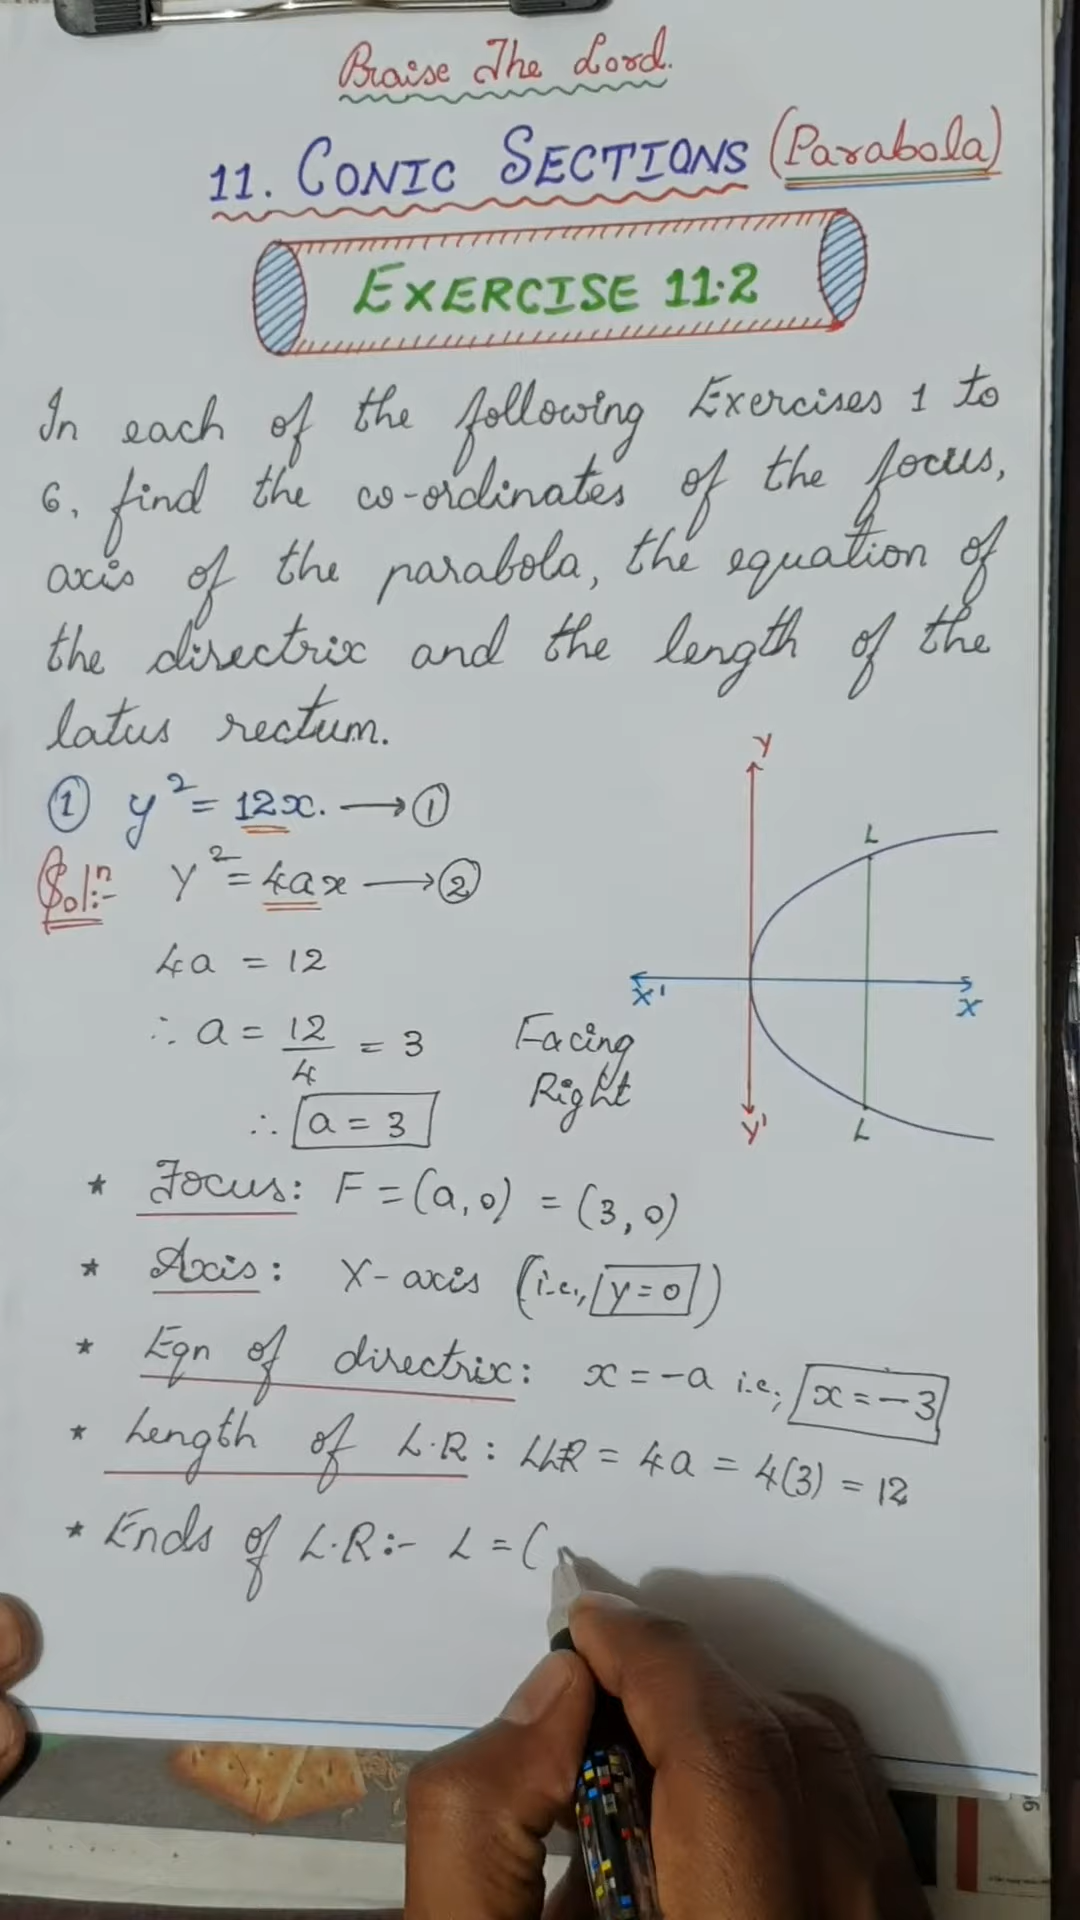 Praise The Lord.
11. CONIC SECTIONS (Parabola)
EXERCISE 11.2
In each of the following Exercises 1 to
6, find the co-ordinates of the focus,
axis of the parabola, the equation of
the directrix and the length of the
latus rectum.
① y² = 12x. ⟶ ①
Solⁿ:- Y² = 4ax ⟶ ②
4a = 12
∴ a = 12/4 = 3
∴ a = 3
Facing
Right
Y
L
X'
X
Y'
L
* Focus: F = (a, 0) = (3, 0)
* Axis: X-axis (i.e., y = 0)
* Eqn of directrix: x = -a i.e; x = -3
* Length of L.R: LLR = 4a = 4(3) = 12
* Ends of L.R:- L = (